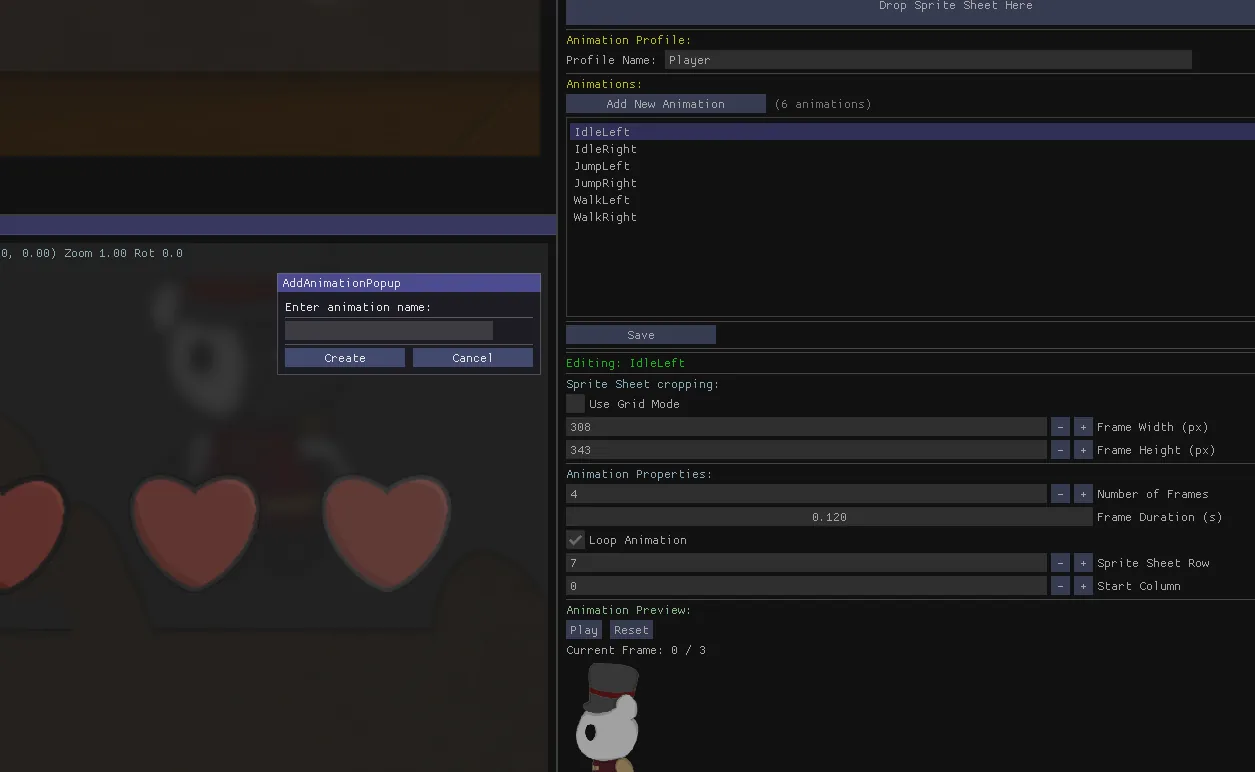 Drop Sprite Sheet Here
Animation Profile:
Profile Name: Player
Animations:
Add New Animation (6 animations)
IdleLeft
IdleRight
JumpLeft
JumpRight
WalkLeft
WalkRight
0, 0.00) Zoom 1.00 Rot 0.0
AddAnimationPopup
Enter animation name:
Create Cancel
Save
Editing: IdleLeft
Sprite Sheet cropping:
Use Grid Mode
308 - + Frame Width (px)
343 - + Frame Height (px)
Animation Properties:
4 - + Number of Frames
0.120 Frame Duration (s)
Loop Animation
7 - + Sprite Sheet Row
0 - + Start Column
Animation Preview:
Play Reset
Current Frame: 0 / 3